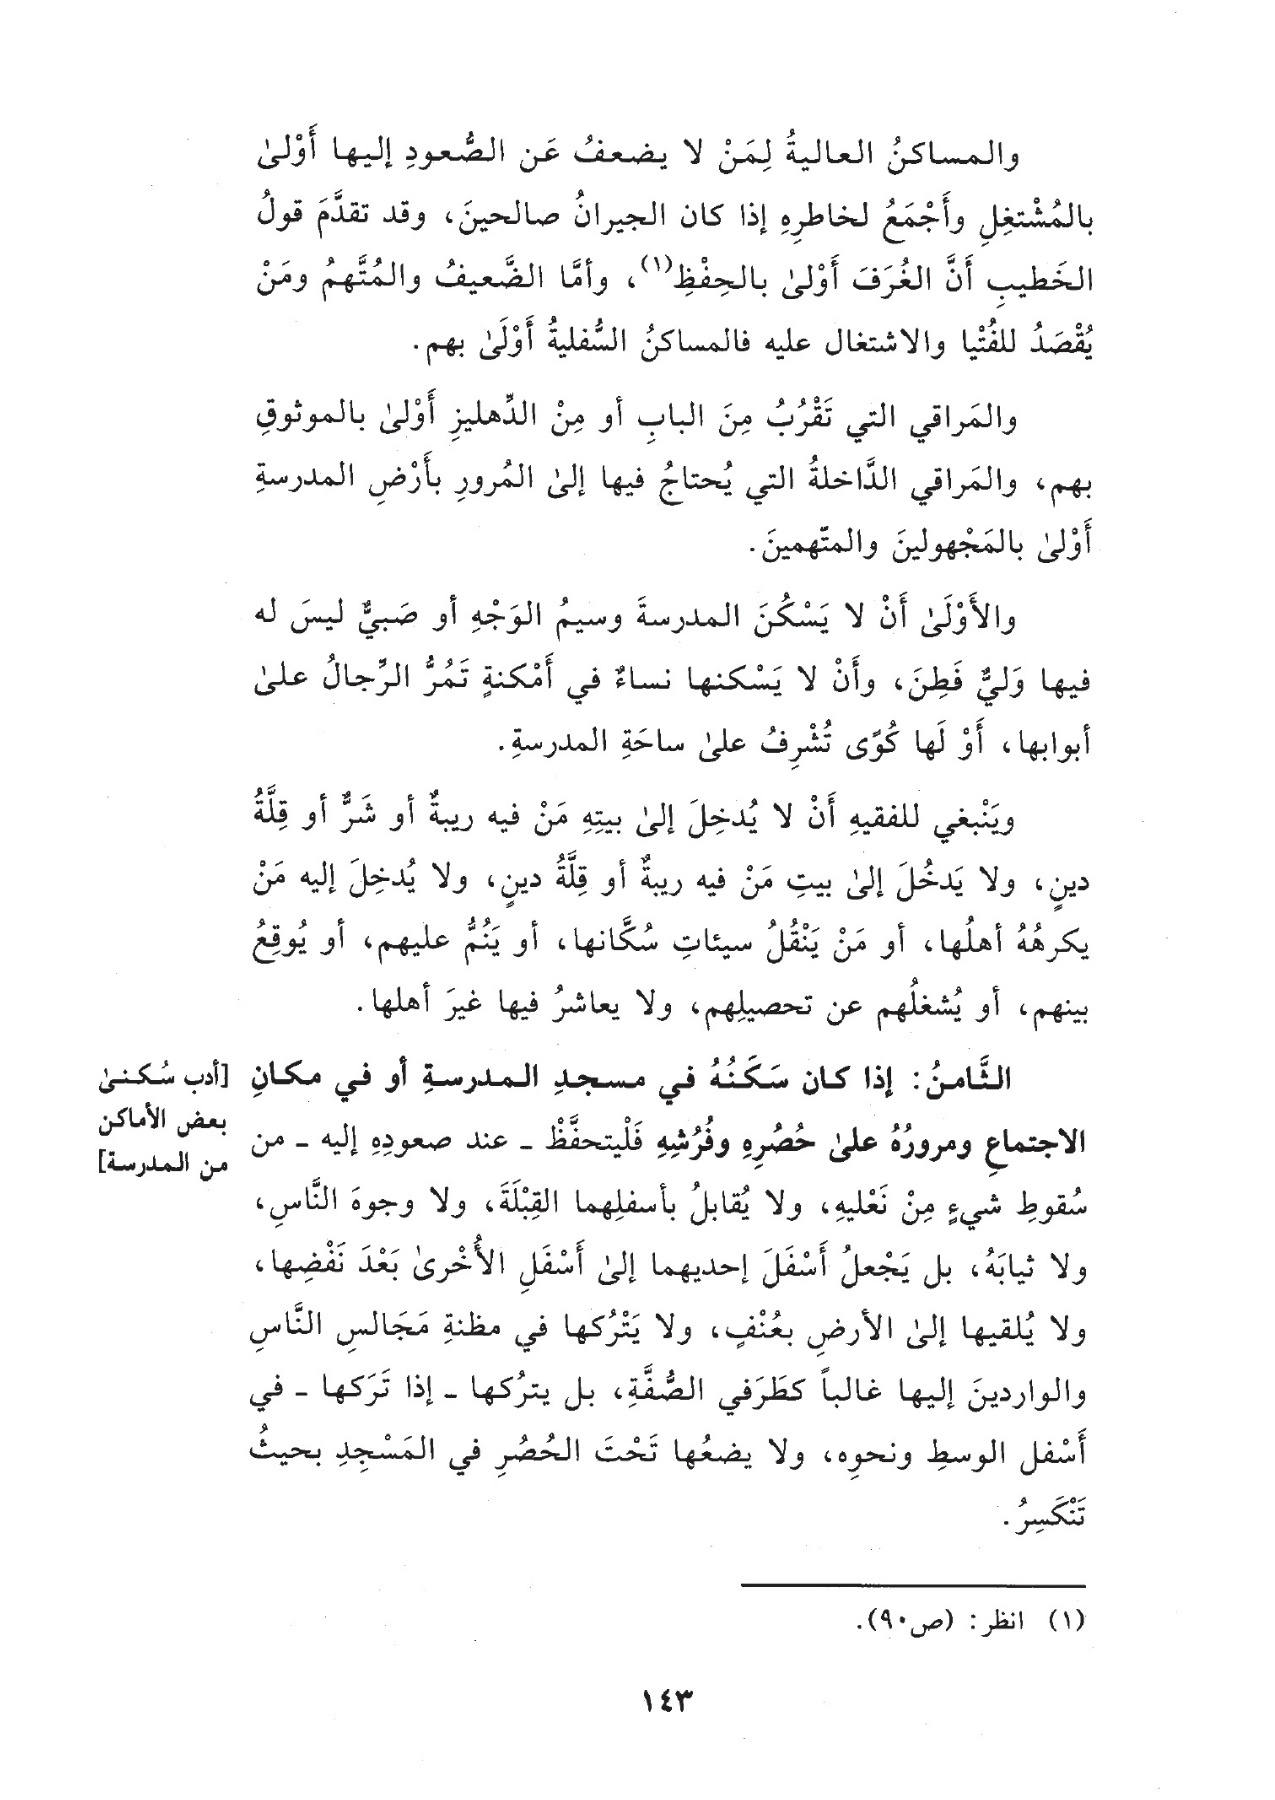 والمساكنُ العاليةُ لِمَنْ لا يضعفُ عَن الصُّعودِ إليها أَوْلىٰ
بالمُشْتغِلِ وأَجْمَعُ لخاطرِهِ إذا كان الجيرانُ صالحينَ، وقد تقدَّمَ قولُ
الخَطيبِ أَنَّ الغُرَفَ أَوْلىٰ بالحِفْظِ(١)، وأمَّا الضَّعيفُ والمُتَّهمُ ومَنْ
يُقْصَدُ للفُتْيا والاشتغال عليه فالمساكنُ السُّفليةُ أَوْلَىٰ بهم.
والمَراقي التي تَقْرُبُ مِنَ البابِ أو مِنْ الدِّهليزِ أَوْلىٰ بالموثوقِ
بهم، والمَراقي الدَّاخلةُ التي يُحتاجُ فيها إلىٰ المُرورِ بأَرْضِ المدرسةِ
أَوْلىٰ بالمَجْهولينَ والمتّهمينَ.
والأَوْلَىٰ أَنْ لا يَسْكُنَ المدرسةَ وسيمُ الوَجْهِ أو صَبيٌّ ليسَ له
فيها وَليٌّ فَطِنَ، وأَنْ لا يَسْكنها نساءٌ في أَمْكنةٍ تَمُرُّ الرِّجالُ علىٰ
أبوابها، أَوْ لَها كُوًى تُشْرِفُ علىٰ ساحَةِ المدرسةِ.
ويَنْبغي للفقيهِ أَنْ لا يُدخِلَ إلىٰ بيتِهِ مَنْ فيه ريبةٌ أو شَرٌّ أو قِلَّةُ
دينٍ، ولا يَدخُلَ إلىٰ بيتِ مَنْ فيه ريبةٌ أو قِلَّةُ دينٍ، ولا يُدخِلَ إليه مَنْ
يكرهُهُ أهلُها، أو مَنْ يَنْقُلُ سيئاتِ سُكَّانها، أو يَنُمُّ عليهم، أو يُوقِعُ
بينهم، أو يُشغلُهم عن تحصيلِهم، ولا يعاشرُ فيها غيرَ أهلها.
الثَّامنُ: إذا كان سَكَنُهُ في مسجدِ المدرسةِ أو في مكانِ
[أدب سُكنىٰ
بعض الأماكن
من المدرسة]
الاجتماعِ ومرورُهُ علىٰ حُصُرِهِ وفُرُشِهِ فَلْيتحفَّظْ ـ عند صعودِهِ إليه ـ من
سُقوطِ شيءٍ مِنْ نَعْليهِ، ولا يُقابلُ بأسفلِهما القِبْلَةَ، ولا وجوهَ النَّاسِ،
ولا ثيابَهُ، بل يَجْعلُ أَسْفَلَ إحديهما إلىٰ أَسْفَلِ الأُخْرىٰ بَعْدَ نَفْضِها،
ولا يُلقيها إلىٰ الأرضِ بعُنْفٍ، ولا يَتْرُكها في مظنةِ مَجَالسِ النَّاسِ
والواردينَ إليها غالباً كطَرَفي الصُّفَّةِ، بل يترُكها ـ إذا تَرَكها ـ في
أَسْفل الوسطِ ونحوِه، ولا يضعُها تَحْتَ الحُصُرِ في المَسْجِدِ بحيثُ
تَنْكَسِرُ.
(١) انظر: (ص٩٠).
١٤٣